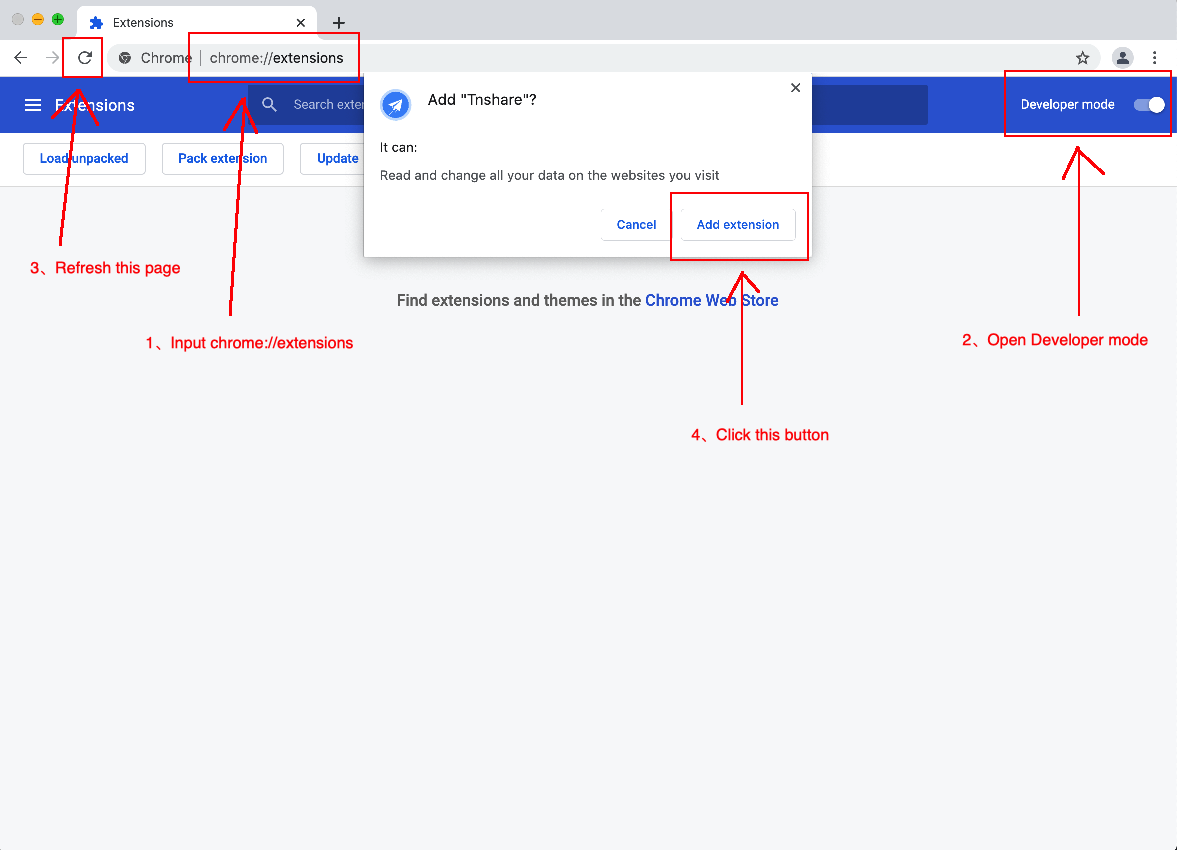 Extensions
Chrome
chrome://extensions
Extensions
Search exter
Developer mode
Load unpacked
Pack extension
Update
Add "Tnshare"?
It can:
Read and change all your data on the websites you visit
Cancel
Add extension
3、Refresh this page
Find extensions and themes in the Chrome Web Store
1、Input chrome://extensions
2、Open Developer mode
4、Click this button